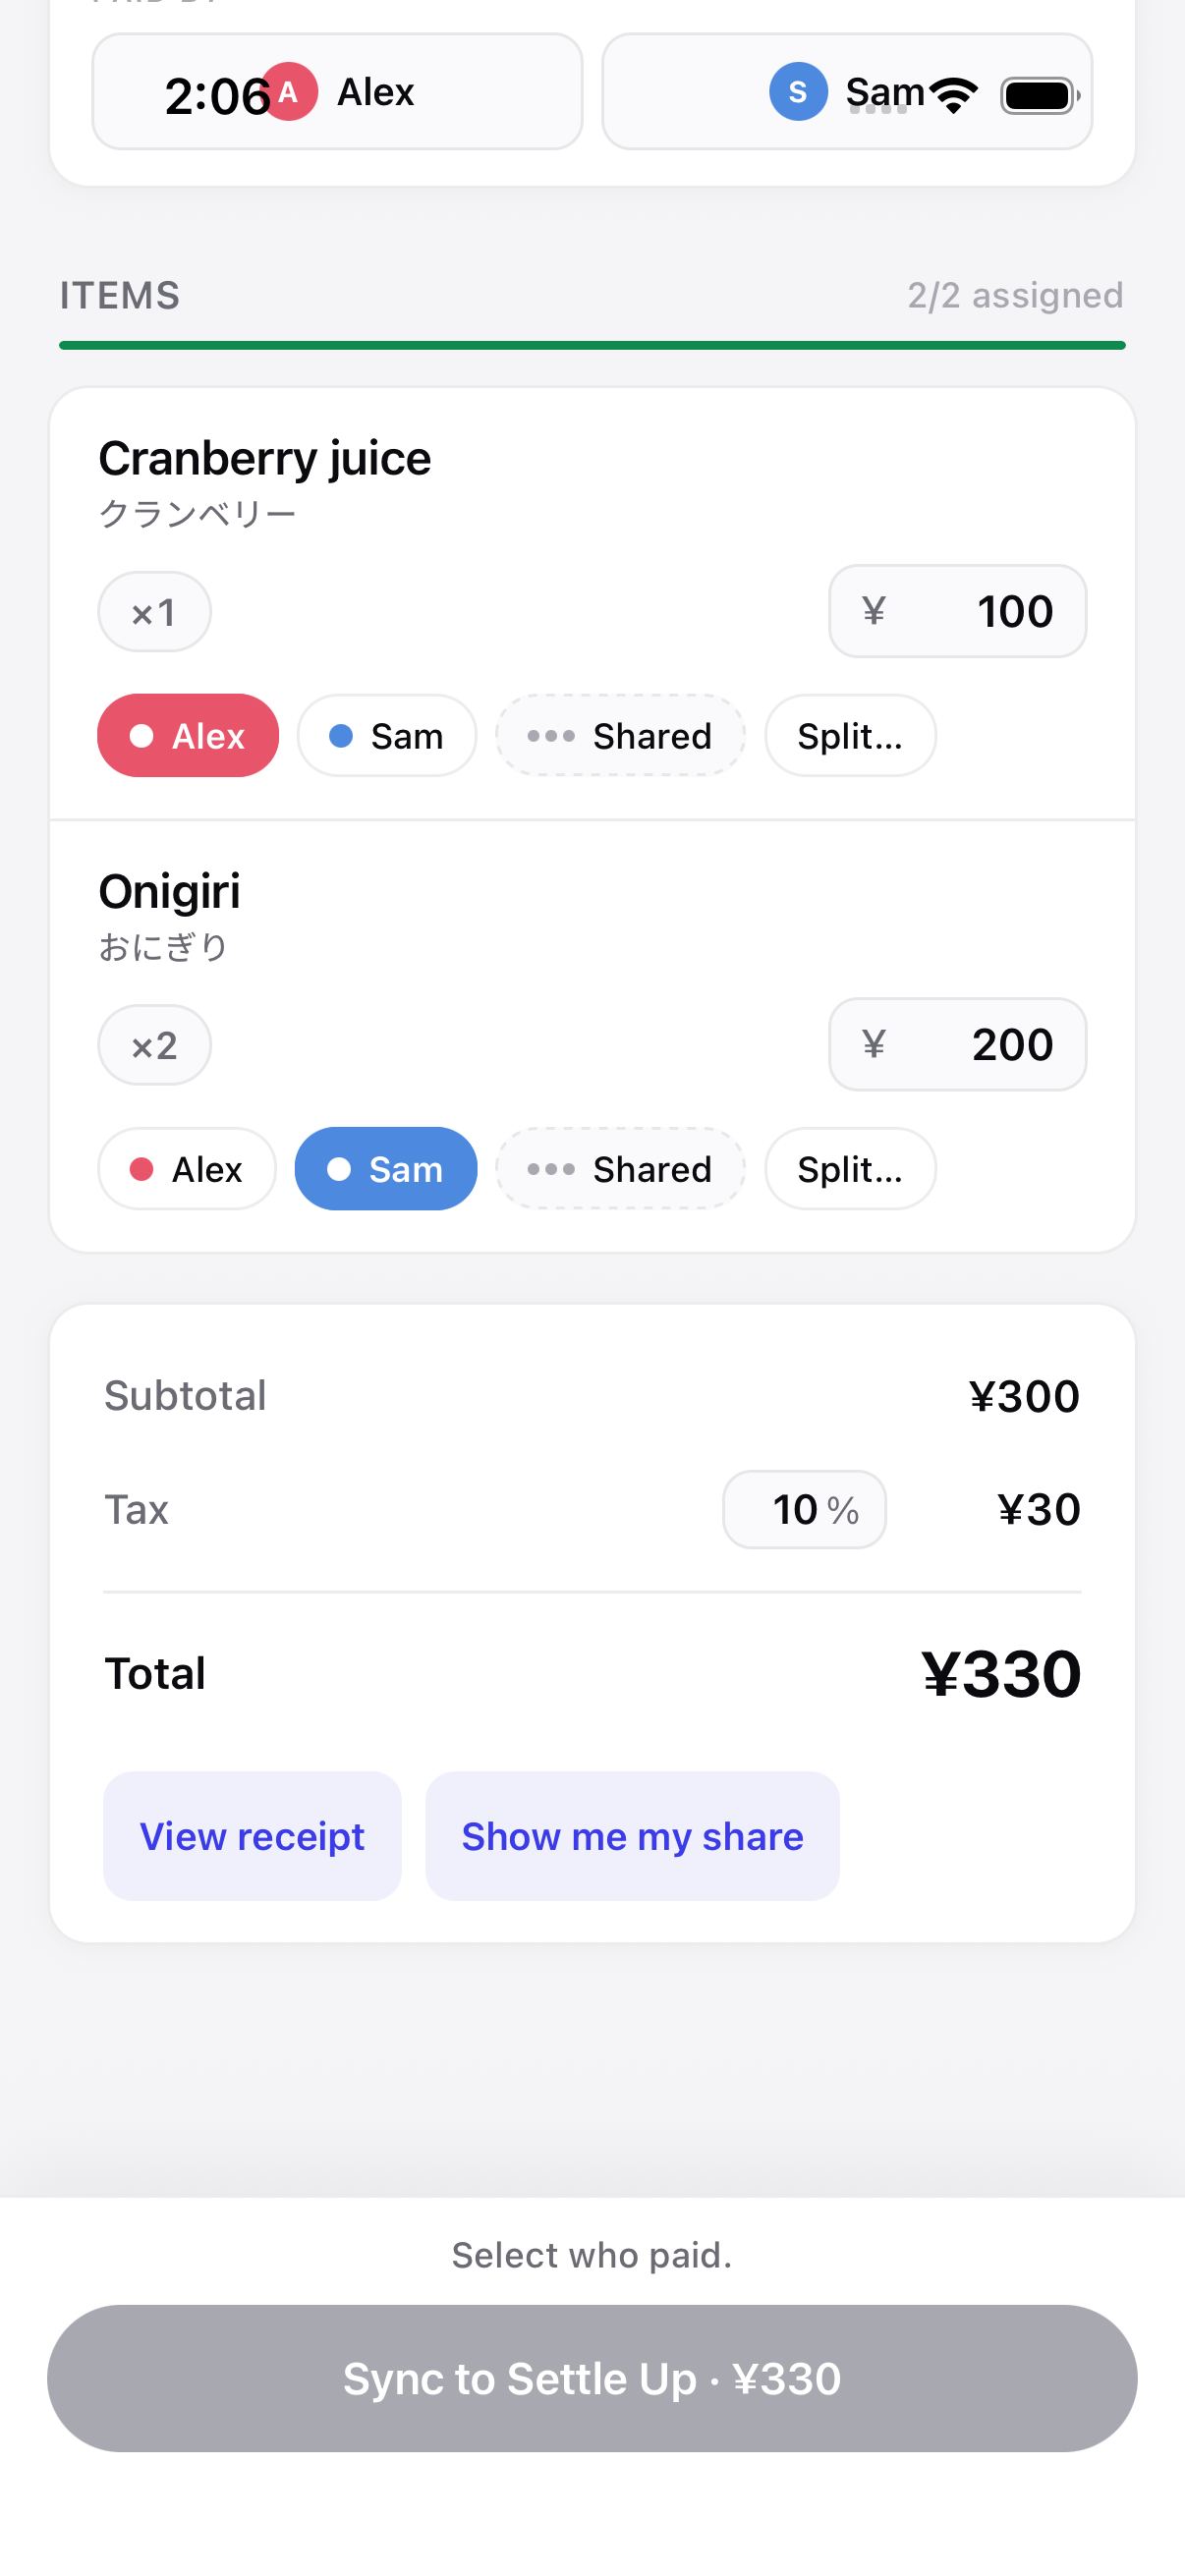 2:06
A Alex
S Sam
ITEMS
2/2 assigned
Cranberry juice
クランベリー
×1
¥ 100
Alex
Sam
Shared
Split...
Onigiri
おにぎり
×2
¥ 200
Alex
Sam
Shared
Split...
Subtotal
¥300
Tax
10 %
¥30
Total
¥330
View receipt
Show me my share
Select who paid.
Sync to Settle Up · ¥330